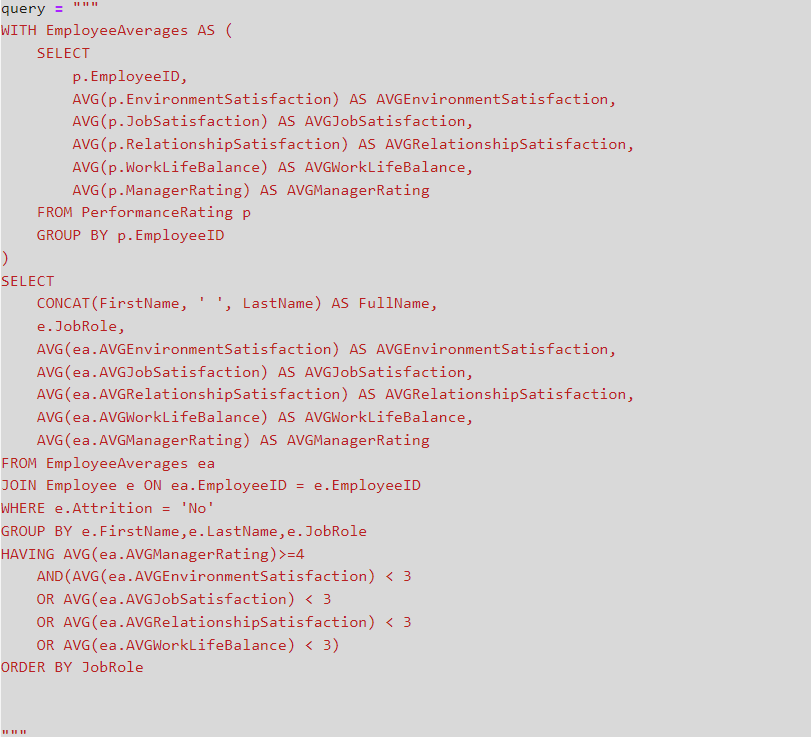 query = """
WITH EmployeeAverages AS (
    SELECT
        p.EmployeeID,
        AVG(p.EnvironmentSatisfaction) AS AVGEnvironmentSatisfaction,
        AVG(p.JobSatisfaction) AS AVGJobSatisfaction,
        AVG(p.RelationshipSatisfaction) AS AVGRelationshipSatisfaction,
        AVG(p.WorkLifeBalance) AS AVGWorkLifeBalance,
        AVG(p.ManagerRating) AS AVGManagerRating
    FROM PerformanceRating p
    GROUP BY p.EmployeeID
)
SELECT
    CONCAT(FirstName, ' ', LastName) AS FullName,
    e.JobRole,
    AVG(ea.AVGEnvironmentSatisfaction) AS AVGEnvironmentSatisfaction,
    AVG(ea.AVGJobSatisfaction) AS AVGJobSatisfaction,
    AVG(ea.AVGRelationshipSatisfaction) AS AVGRelationshipSatisfaction,
    AVG(ea.AVGWorkLifeBalance) AS AVGWorkLifeBalance,
    AVG(ea.AVGManagerRating) AS AVGManagerRating
FROM EmployeeAverages ea
JOIN Employee e ON ea.EmployeeID = e.EmployeeID
WHERE e.Attrition = 'No'
GROUP BY e.FirstName,e.LastName,e.JobRole
HAVING AVG(ea.AVGManagerRating)>=4
    AND(AVG(ea.AVGEnvironmentSatisfaction) < 3
    OR AVG(ea.AVGJobSatisfaction) < 3
    OR AVG(ea.AVGRelationshipSatisfaction) < 3
    OR AVG(ea.AVGWorkLifeBalance) < 3)
ORDER BY JobRole
"""